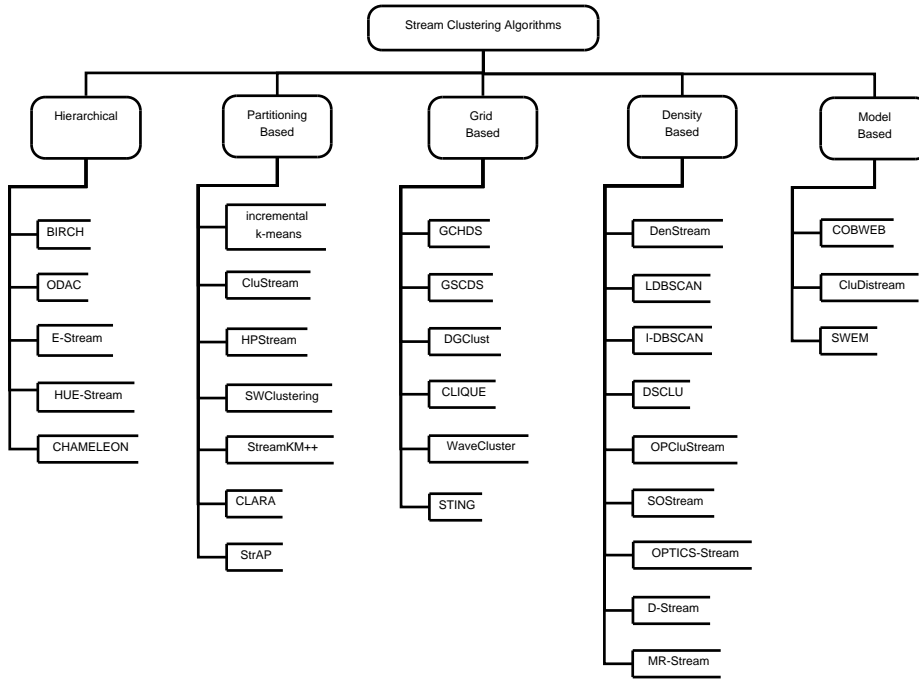 Stream Clustering Algorithms
Hierarchical
BIRCH
ODAC
E-Stream
HUE-Stream
CHAMELEON
Partitioning
Based
incremental
k-means
CluStream
HPStream
SWClustering
StreamKM++
CLARA
StrAP
Grid
Based
GCHDS
GSCDS
DGClust
CLIQUE
WaveCluster
STING
Density
Based
DenStream
LDBSCAN
I-DBSCAN
DSCLU
OPCluStream
SOStream
OPTICS-Stream
D-Stream
MR-Stream
Model
Based
COBWEB
CluDistream
SWEM